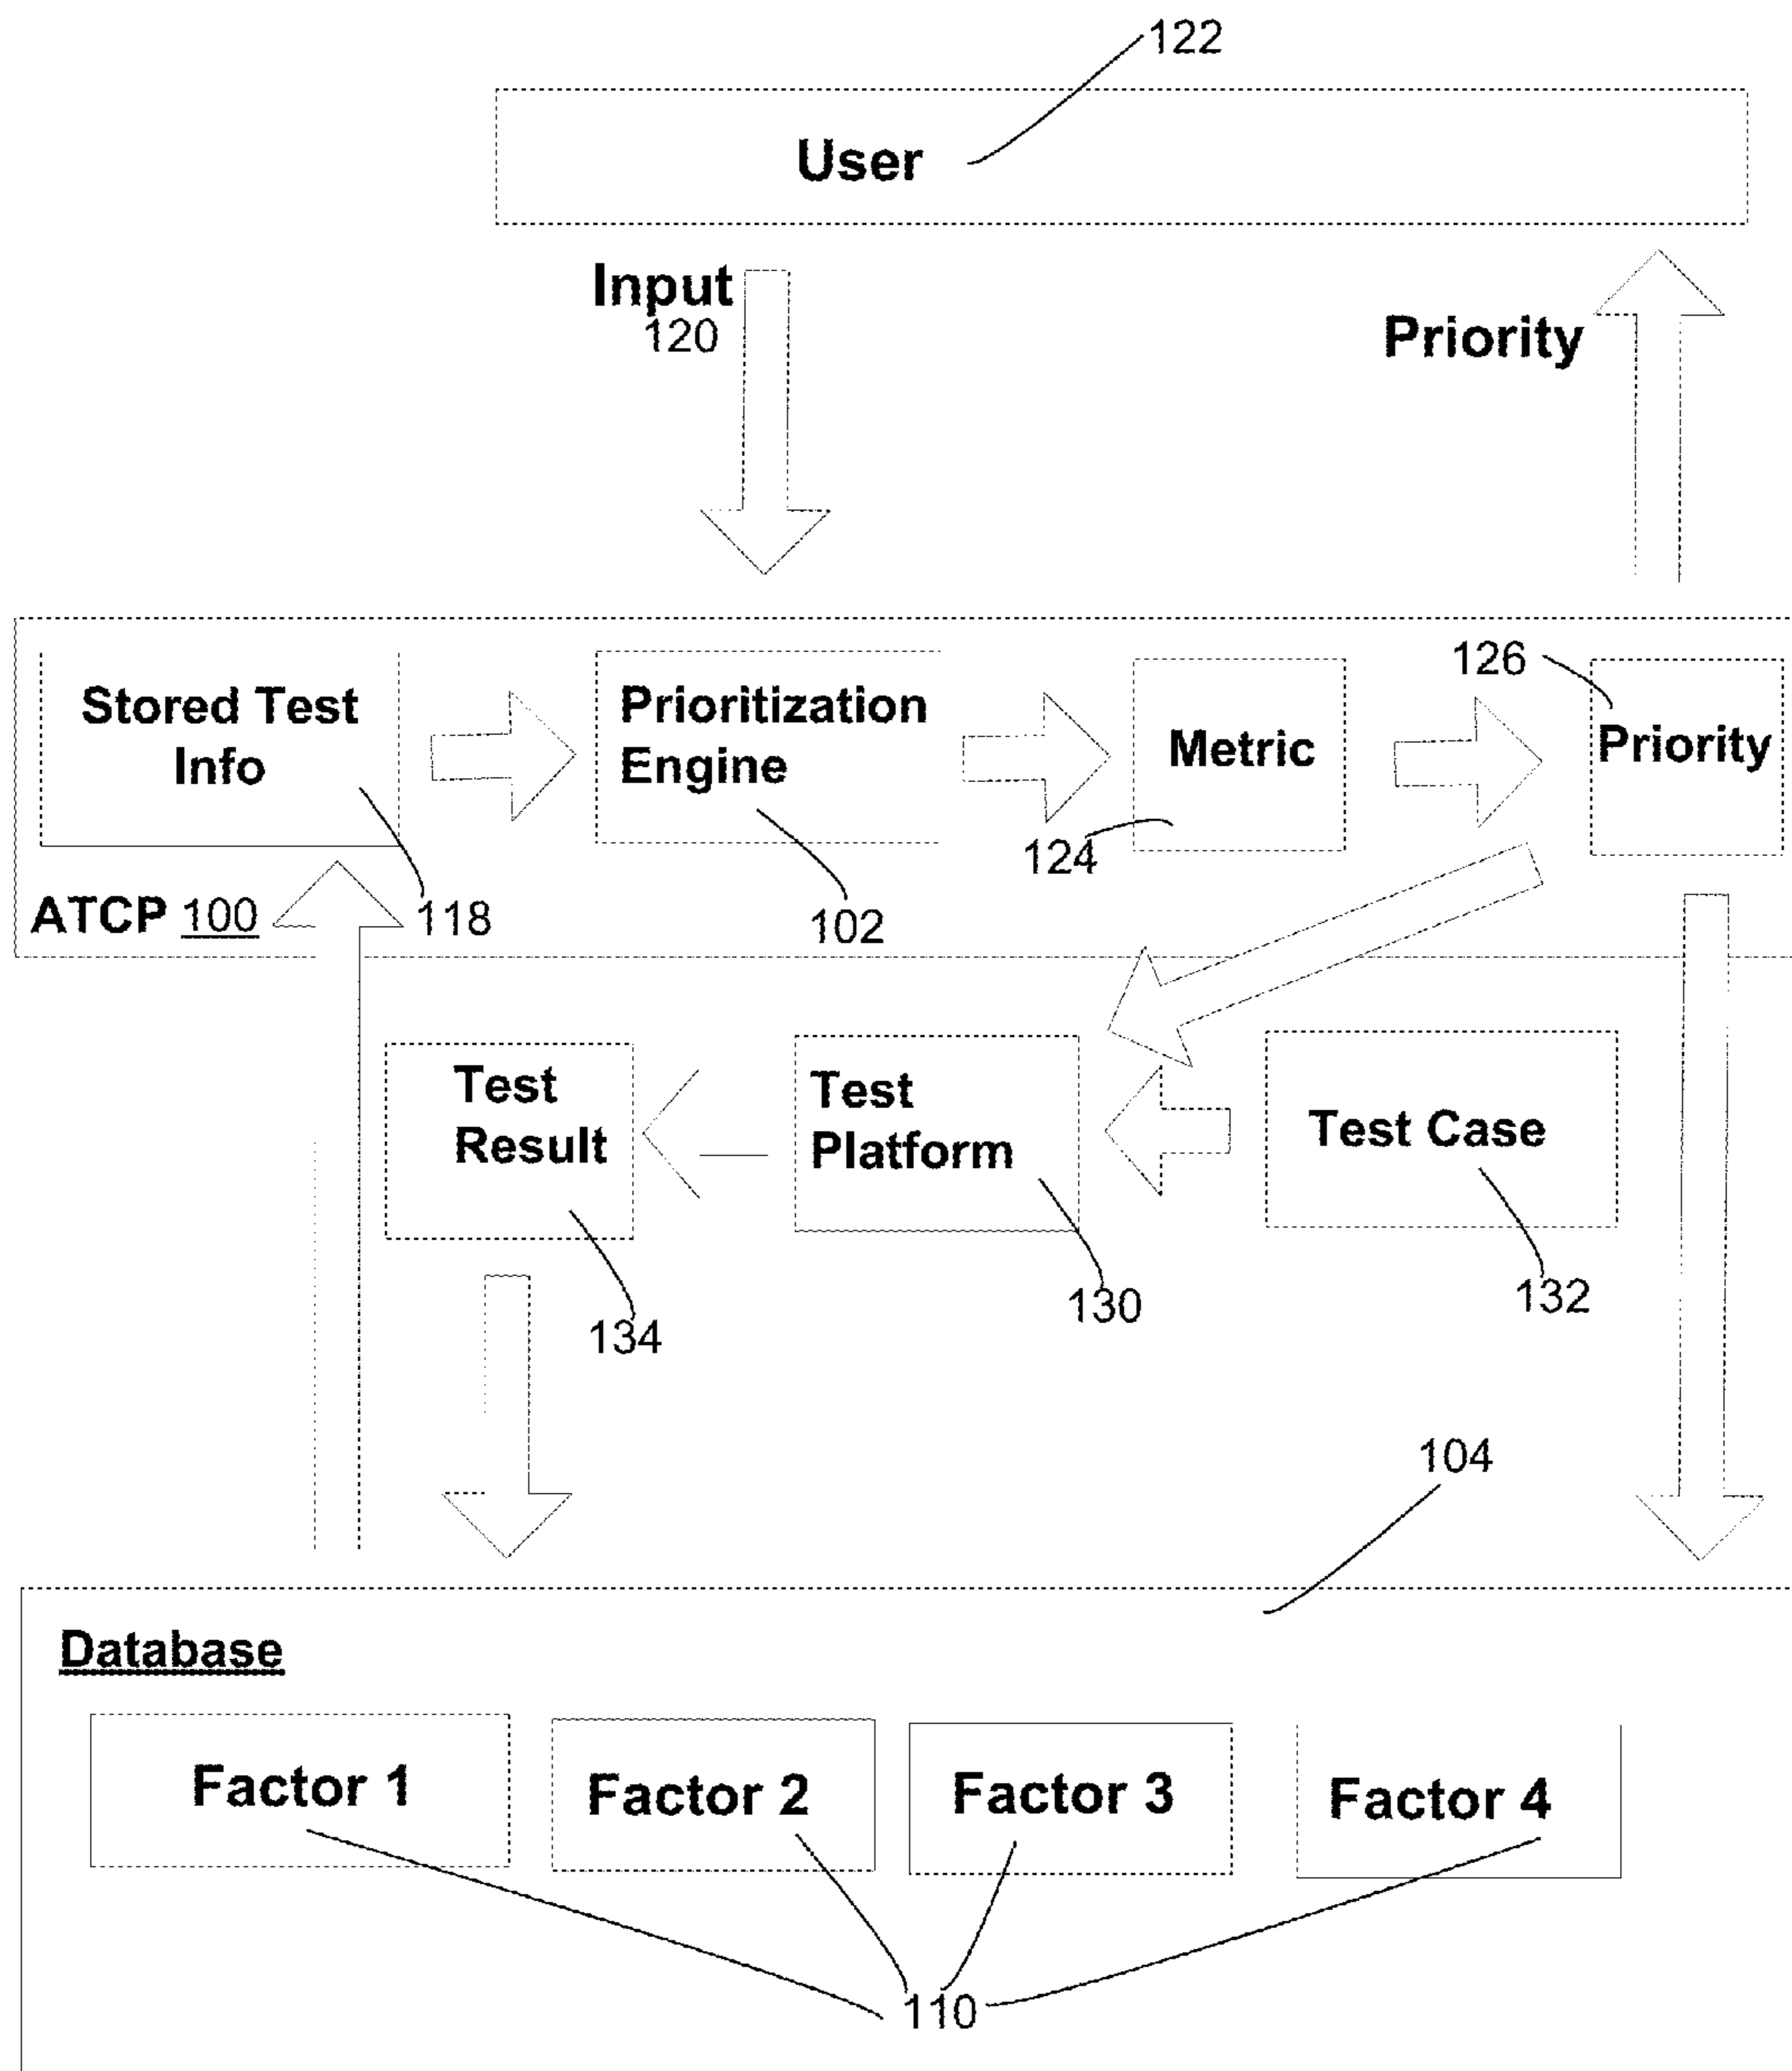 122
User
Input
120
Priority
Stored Test
Info
Prioritization
Engine
Metric
126
Priority
124
ATCP 100
118
102
Test
Result
Test
Platform
Test Case
134
130
132
104
Database
Factor 1
Factor 2
Factor 3
Factor 4
110